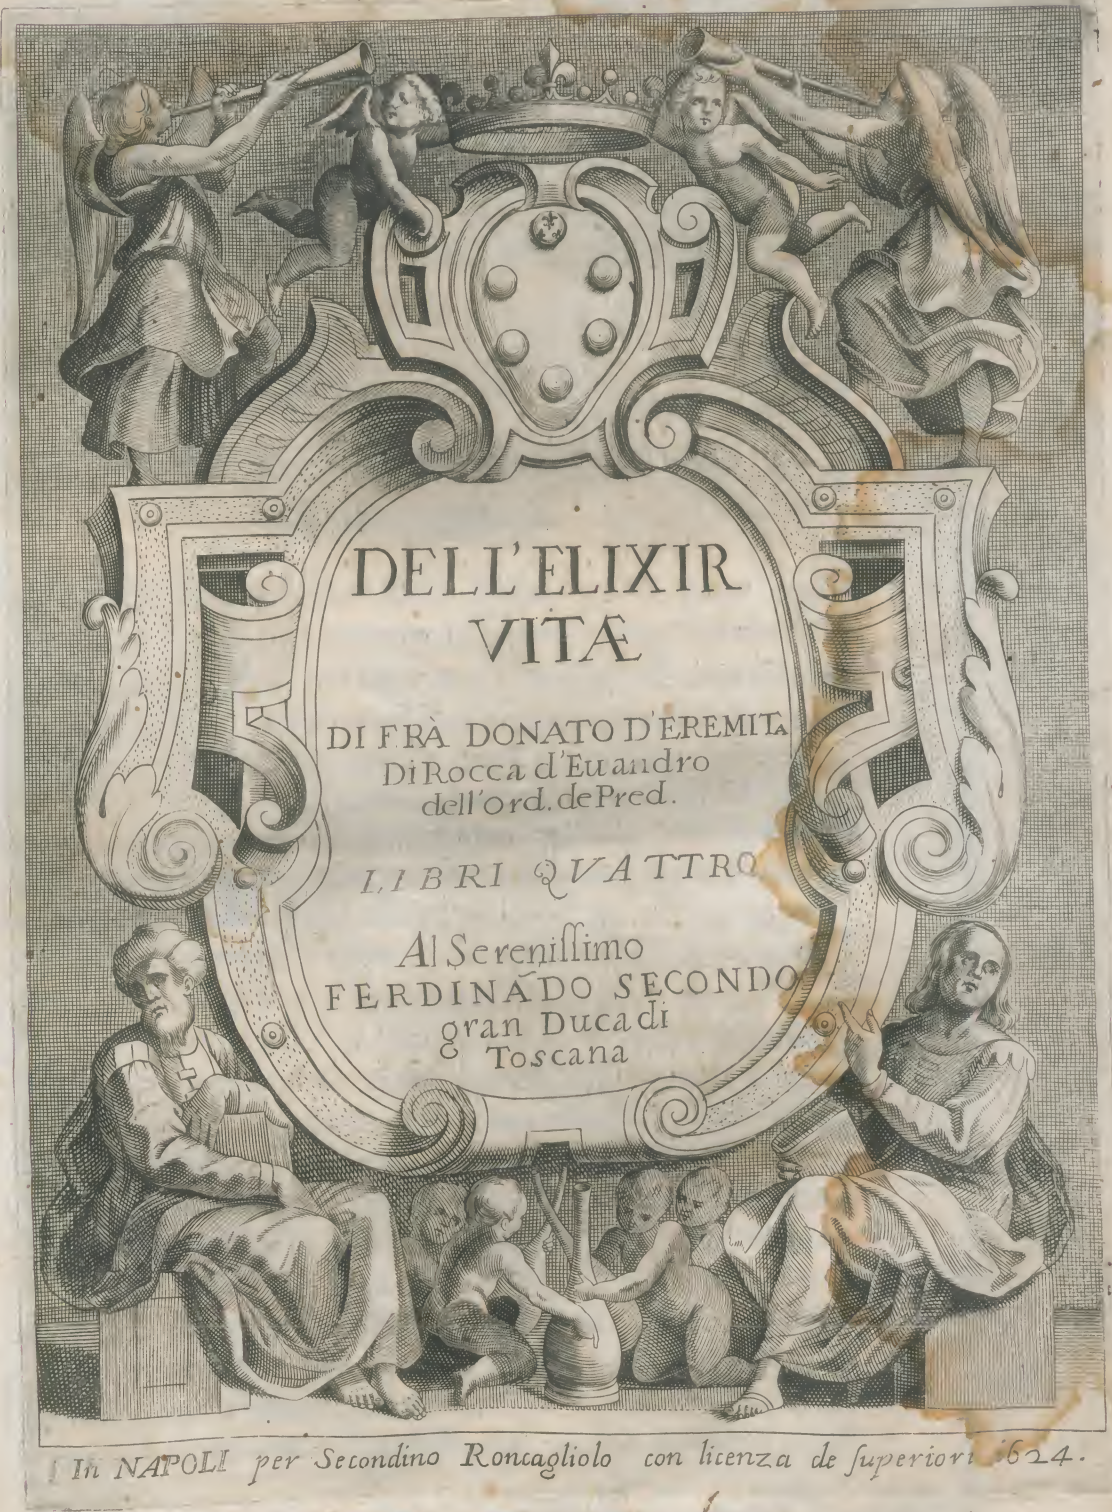 DELL'ELIXIR
VITÆ
DI FRÀ DONATO D'EREMITA
Di Rocca d'Euandro
dell'ord. de Pred.
LIBRI QVATTRO
Al Sereniſſimo
FERDINÃDO SECONDO
gran Duca di
Toscana
In NAPOLI per Secondino Roncagliolo con licenza de ſuperiori 1624.